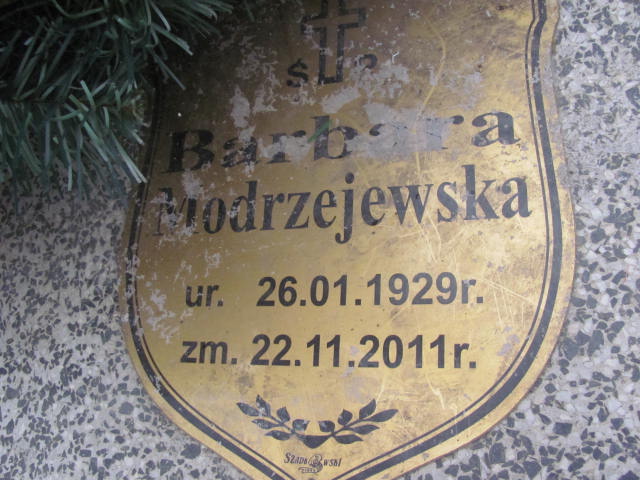 Ś P
Barbara
Modrzejewska
ur. 26.01.1929r.
zm. 22.11.2011r.